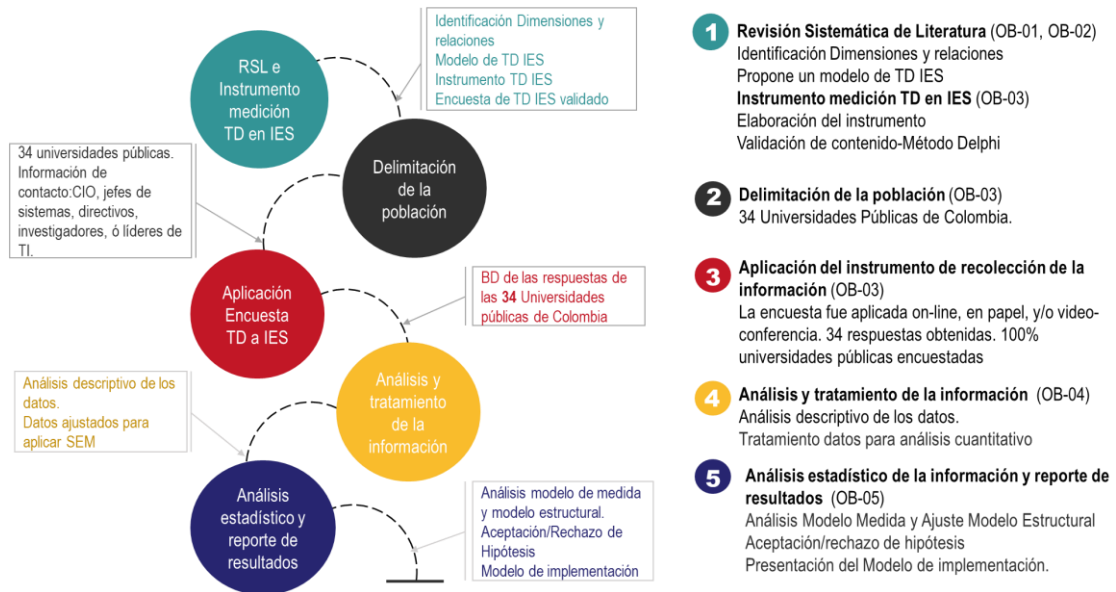 RSL e
Instrumento
medición
TD en IES
Identificación Dimensiones y
relaciones
Modelo de TD IES
Instrumento TD IES
Encuesta de TD IES validado
Delimitación
de la
población
34 universidades públicas.
Información de
contacto:CIO, jefes de
sistemas, directivos,
investigadores, ó líderes de
TI.
Aplicación
Encuesta
TD a IES
BD de las respuestas de
las 34 Universidades
públicas de Colombia
Análisis y
tratamiento
de la
información
Análisis descriptivo de los
datos.
Datos ajustados para
aplicar SEM
Análisis
estadístico y
reporte de
resultados
Análisis modelo de medida
y modelo estructural.
Aceptación/Rechazo de
Hipótesis
Modelo de implementación
1
Revisión Sistemática de Literatura (OB-01, OB-02)
Identificación Dimensiones y relaciones
Propone un modelo de TD IES
Instrumento medición TD en IES (OB-03)
Elaboración del instrumento
Validación de contenido-Método Delphi
2
Delimitación de la población (OB-03)
34 Universidades Públicas de Colombia.
3
Aplicación del instrumento de recolección de la
información (OB-03)
La encuesta fue aplicada on-line, en papel, y/o video-
conferencia. 34 respuestas obtenidas. 100%
universidades públicas encuestadas
4
Análisis y tratamiento de la información (OB-04)
Análisis descriptivo de los datos.
Tratamiento datos para análisis cuantitativo
5
Análisis estadístico de la información y reporte de
resultados (OB-05)
Análisis Modelo Medida y Ajuste Modelo Estructural
Aceptación/rechazo de hipótesis
Presentación del Modelo de implementación.